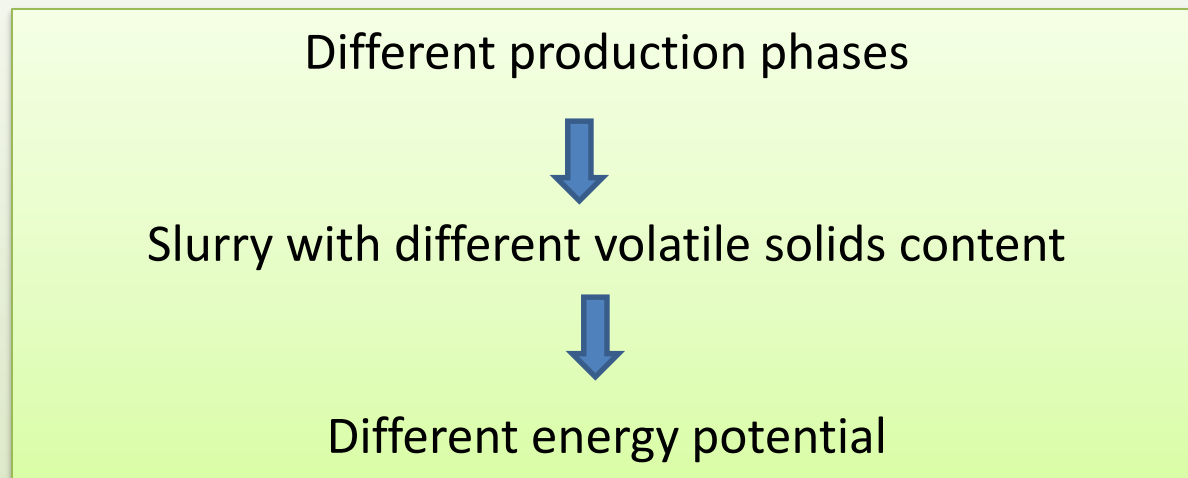 Different production phases
Slurry with different volatile solids content
Different energy potential